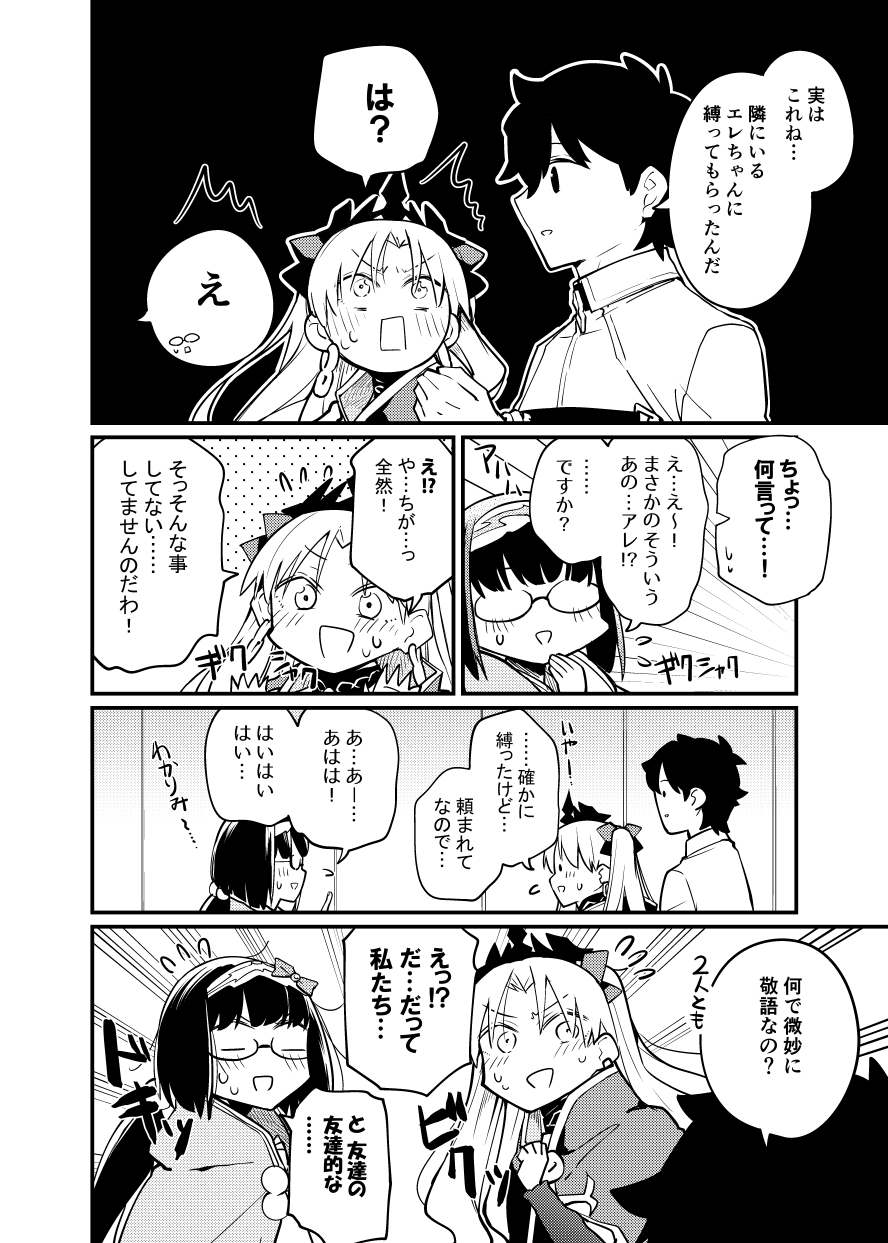 実は
これね…
隣にいる
エレちゃんに
縛ってもらったんだ
は？
え
ちょっ…
何言って…！
え…え～！
まさかのそういう
あの…アレ!?
……
ですか？
アハハ
ギクシャク
え!?
や…ちが…っ
全然！
そっそんな事
してない……
してませんのだわ！
ギクシャク
いやー！
……確かに
縛ったけど…
頼まれて
なので…
あ…あー…
あはは！
はいはい
はい…
わかりみ～…
何で微妙に
敬語なの？
2人とも
えっ!?
だ…だって
私たち…
ギクッ
と 友達の
友達的な
……
ドキ